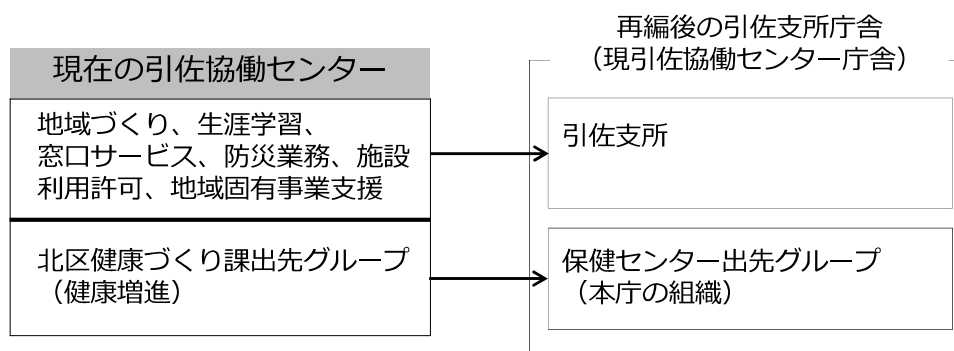 再編後の引佐支所庁舎
（現引佐協働センター庁舎）
現在の引佐協働センター
地域づくり、生涯学習、
窓口サービス、防災業務、施設
利用許可、地域固有事業支援
引佐支所
北区健康づくり課出先グループ
（健康増進）
保健センター出先グループ
（本庁の組織）